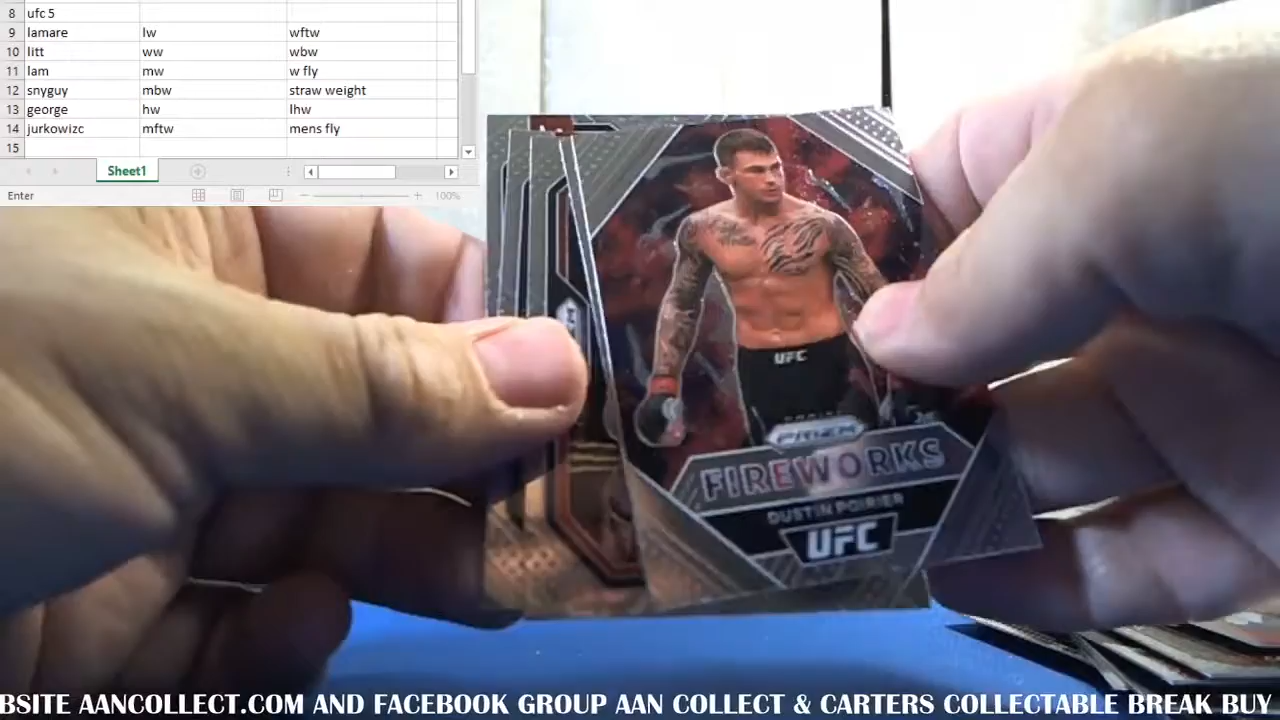 8 ufc 5
9 lamare lw wftw
10 litt ww wbw
11 lam mw w fly
12 snyguy mbw straw weight
13 george hw lhw
14 jurkowizc mftw mens fly
15
Sheet1
Enter 100%
UFC
PRIZM
FIREWORKS
DUSTIN POIRIER
UFC
BSITE AANCOLLECT.COM AND FACEBOOK GROUP AAN COLLECT & CARTERS COLLECTABLE BREAK BUY